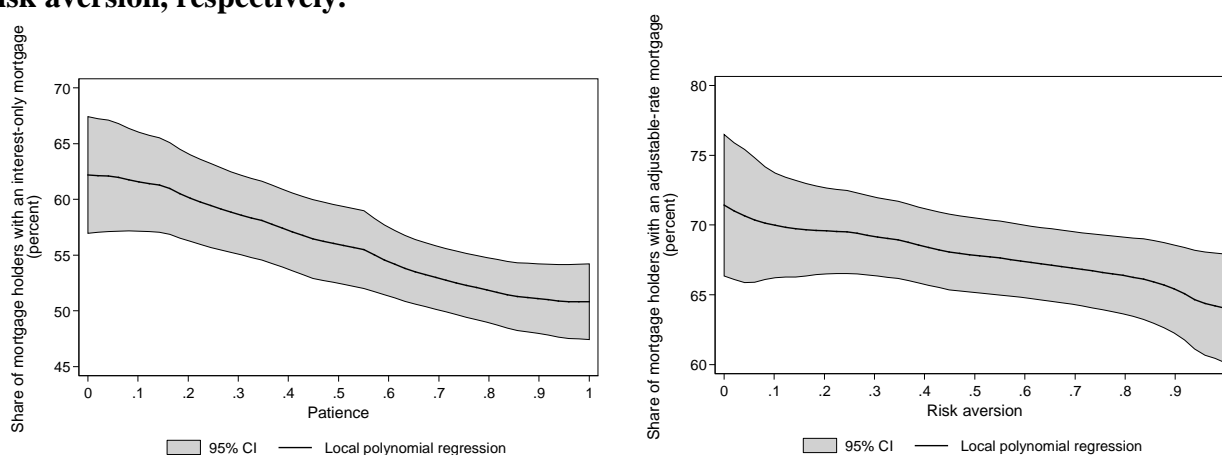 risk aversion, respectively.
Share of mortgage holders with an interest-only mortgage
(percent)
70
65
60
55
50
45
0 .1 .2 .3 .4 .5 .6 .7 .8 .9 1
Patience
95% CI Local polynomial regression
Share of mortgage holders with an adjustable-rate mortgage
(percent)
80
75
70
65
60
0 .1 .2 .3 .4 .5 .6 .7 .8 .9
Risk aversion
95% CI Local polynomial regression